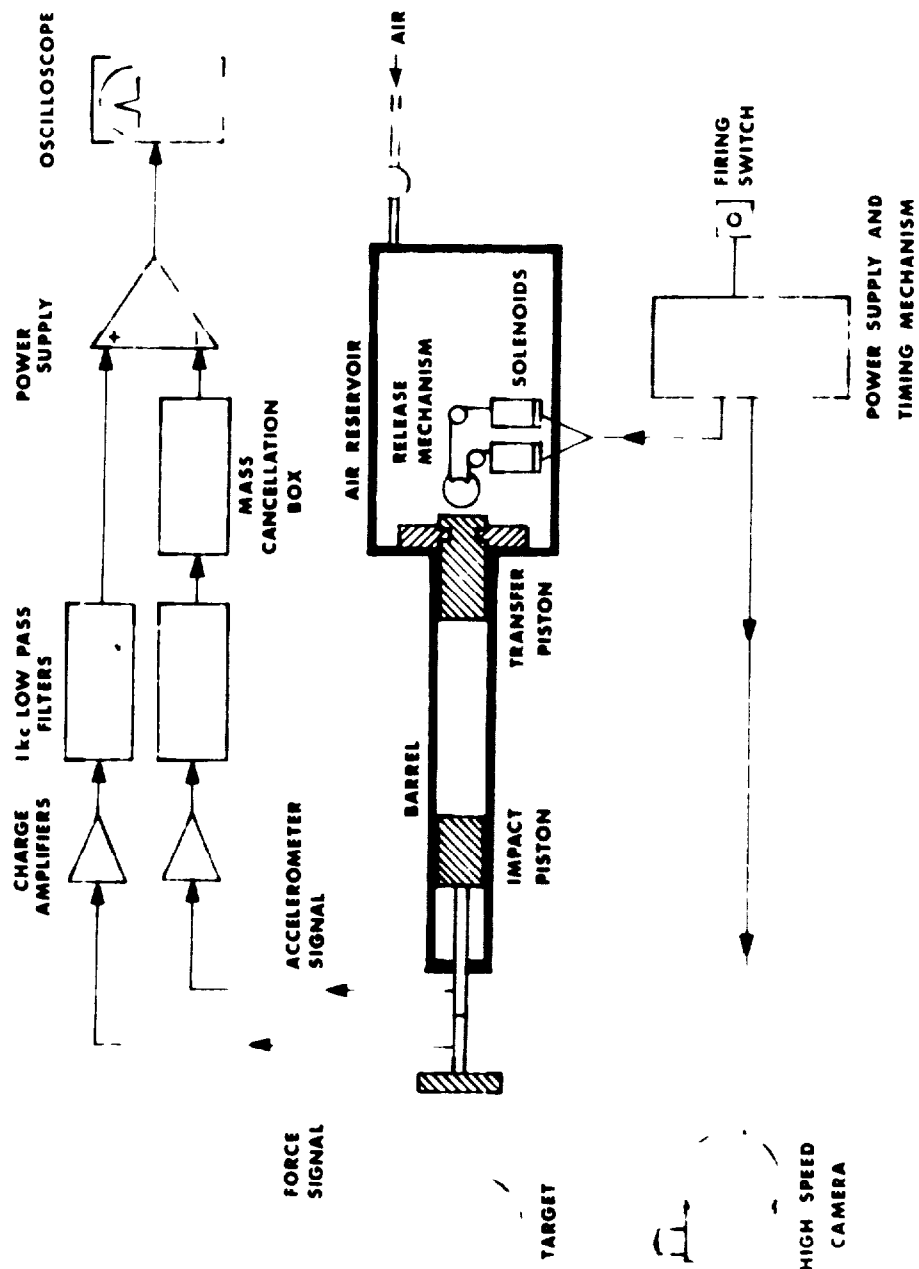 OSCILLOSCOPE
POWER
SUPPLY
+
MASS
CANCELLATION
BOX
1kc LOW PASS
FILTERS
CHARGE
AMPLIFIERS
ACCELEROMETER
SIGNAL
FORCE
SIGNAL
AIR
AIR RESERVOIR
RELEASE
MECHANISM
SOLENOIDS
TRANSFER
PISTON
BARREL
IMPACT
PISTON
TARGET
FIRING
SWITCH
POWER SUPPLY AND
TIMING MECHANISM
HIGH SPEED
CAMERA